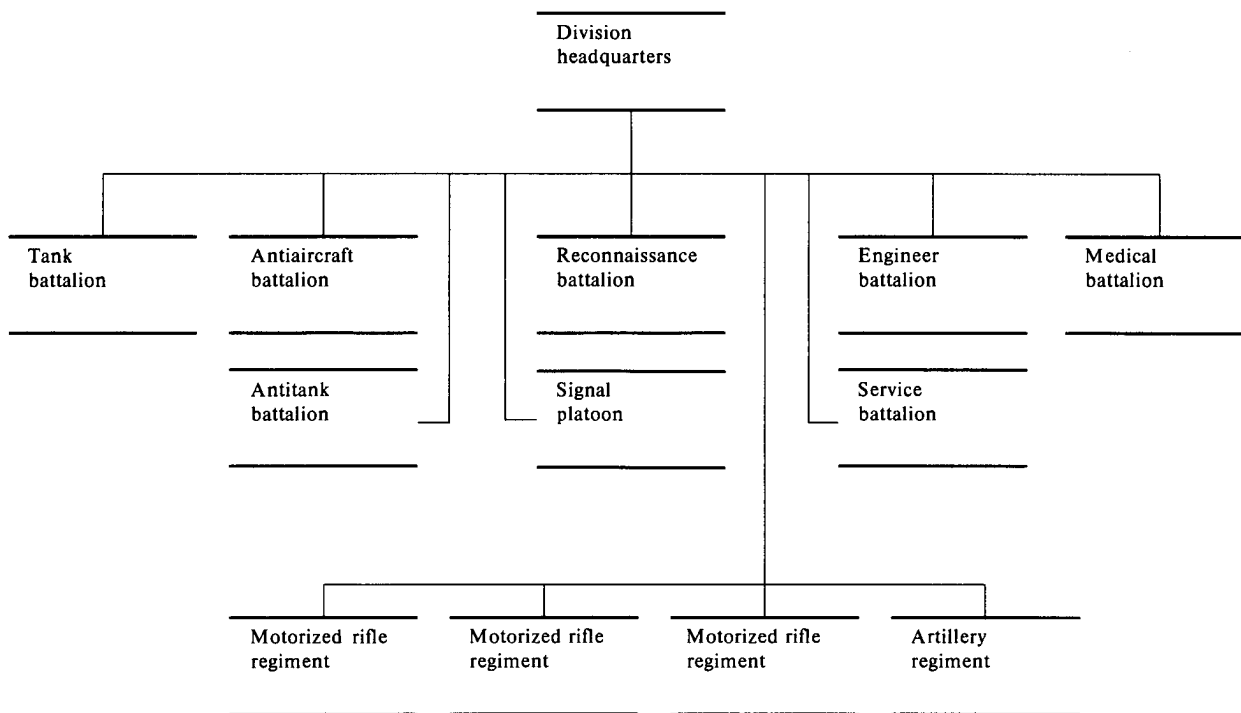 Division
headquarters
Tank
battalion
Antiaircraft
battalion
Reconnaissance
battalion
Engineer
battalion
Medical
battalion
Antitank
battalion
Signal
platoon
Service
battalion
Motorized rifle
regiment
Motorized rifle
regiment
Motorized rifle
regiment
Artillery
regiment